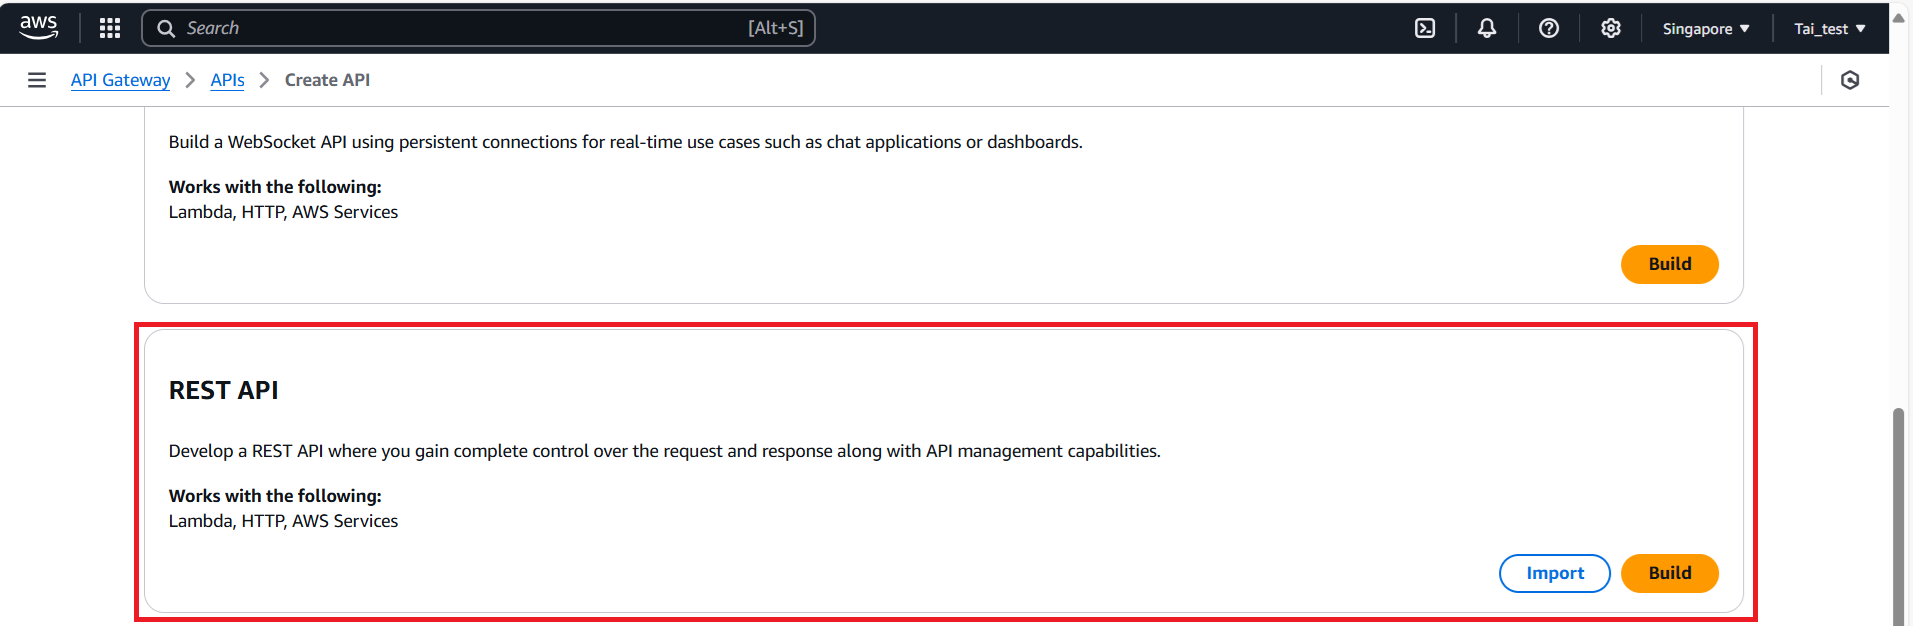 aws
Search [Alt+S]
Singapore
Tai_test
API Gateway
APIs
Create API
Build a WebSocket API using persistent connections for real-time use cases such as chat applications or dashboards.
Works with the following:
Lambda, HTTP, AWS Services
Build
REST API
Develop a REST API where you gain complete control over the request and response along with API management capabilities.
Works with the following:
Lambda, HTTP, AWS Services
Import
Build